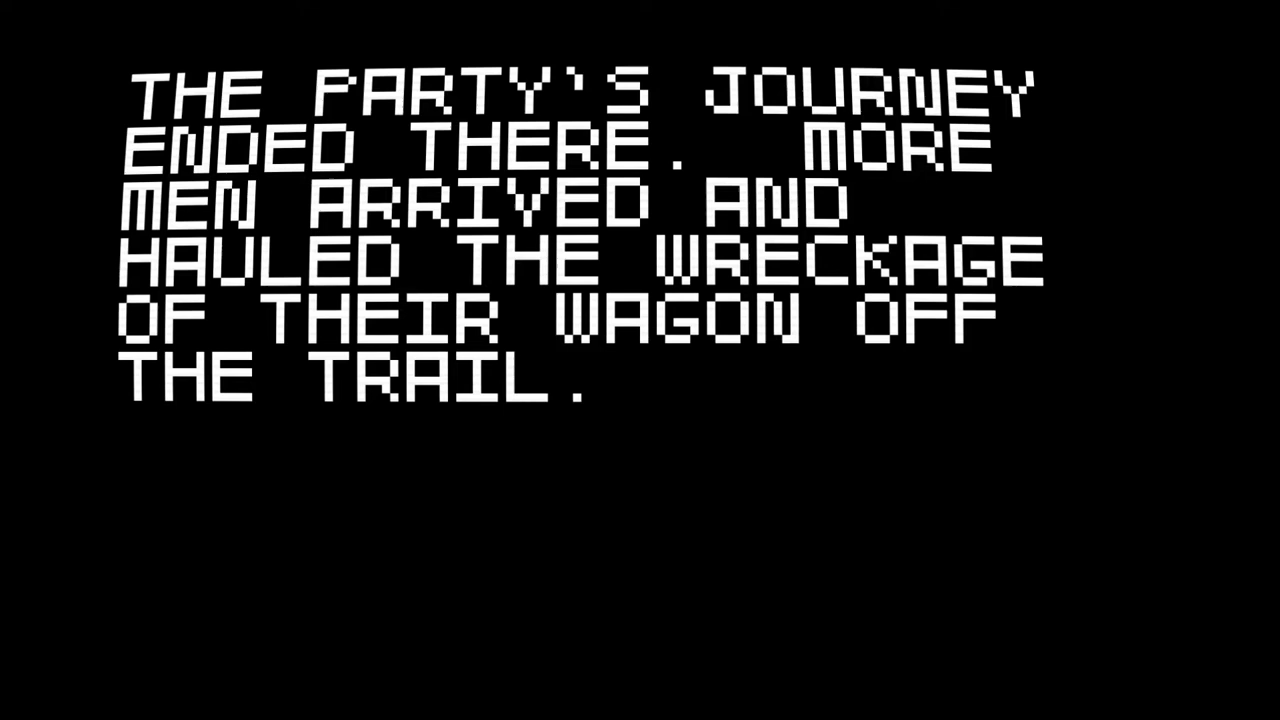 THE PARTY'S JOURNEY
ENDED THERE.  MORE
MEN ARRIVED AND
HAULED THE WRECKAGE
OF THEIR WAGON OFF
THE TRAIL.